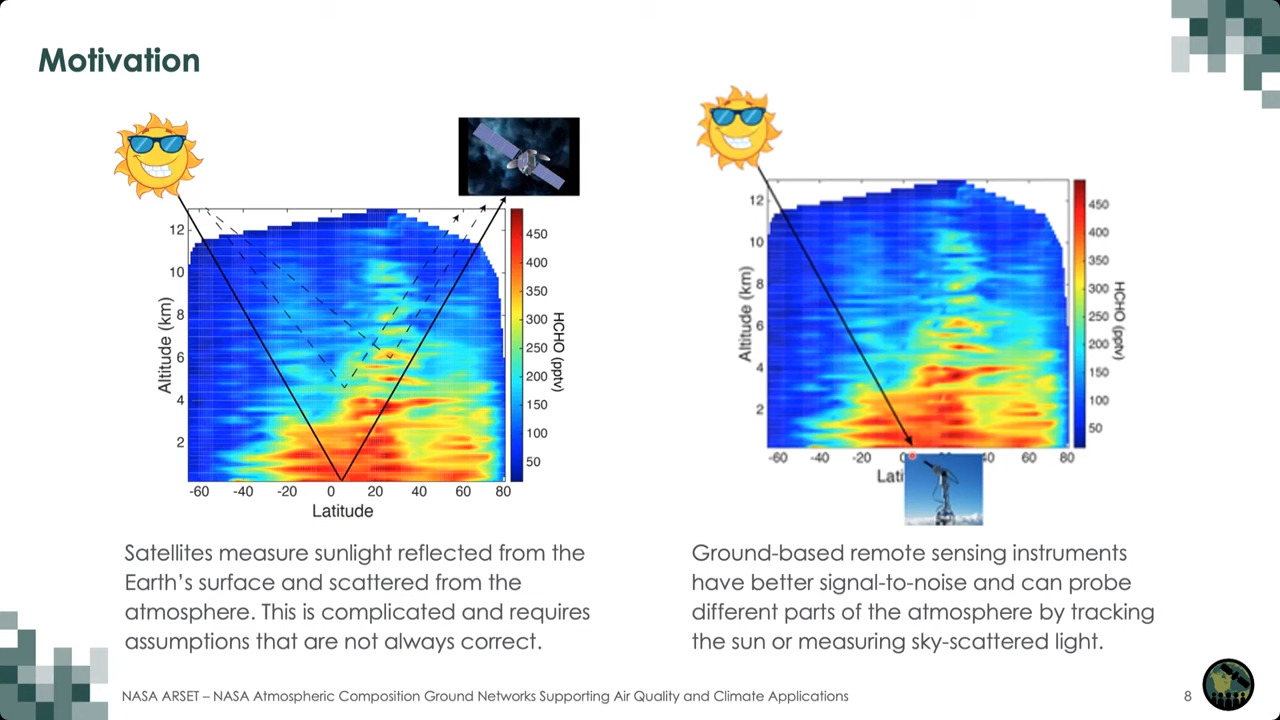 Motivation
12
10
8
6
4
2
Altitude (km)
-60 -40 -20 0 20 40 60 80
Latitude
450
400
350
300
250
200
150
100
50
HCHO (pptv)
12
10
8
6
4
2
Altitude (km)
-60 -40 -20 0 40 60 80
Lati
450
400
350
300
250
200
150
100
50
HCHO (pptv)
Satellites measure sunlight reflected from the
Earth's surface and scattered from the
atmosphere. This is complicated and requires
assumptions that are not always correct.
Ground-based remote sensing instruments
have better signal-to-noise and can probe
different parts of the atmosphere by tracking
the sun or measuring sky-scattered light.
NASA ARSET – NASA Atmospheric Composition Ground Networks Supporting Air Quality and Climate Applications
8